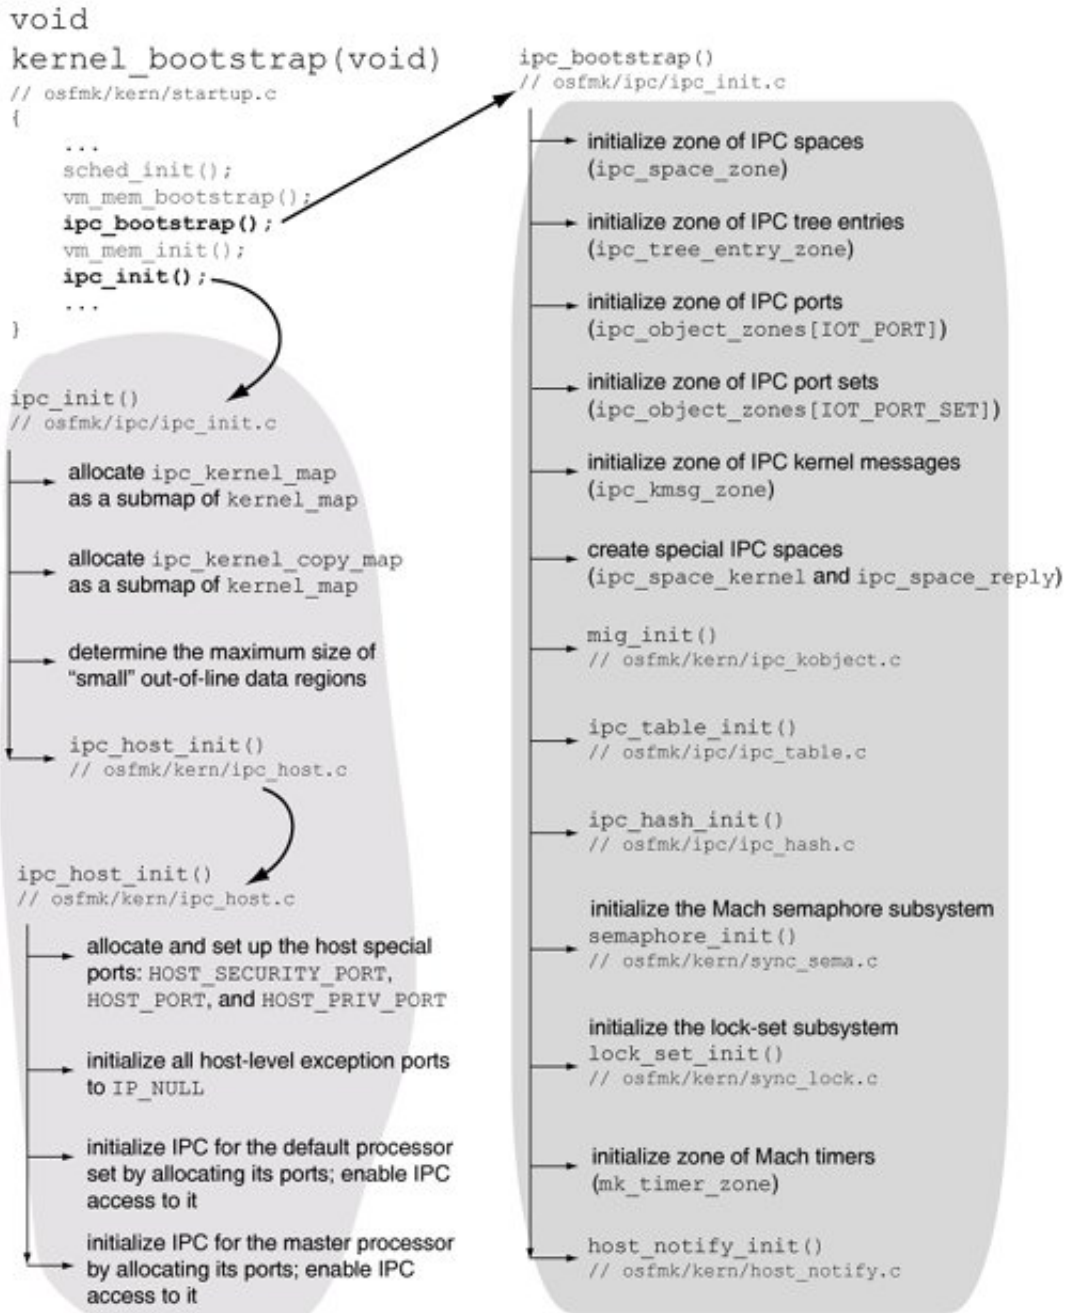 void
kernel_bootstrap(void)
// osfmk/kern/startup.c
{
...
sched_init();
vm_mem_bootstrap();
ipc_bootstrap();
vm_mem_init();
ipc_init();
...
}
ipc_init()
// osfmk/ipc/ipc_init.c
allocate ipc_kernel_map
as a submap of kernel_map
allocate ipc_kernel_copy_map
as a submap of kernel_map
determine the maximum size of
“small” out-of-line data regions
ipc_host_init()
// osfmk/kern/ipc_host.c
ipc_host_init()
// osfmk/kern/ipc_host.c
allocate and set up the host special
ports: HOST_SECURITY_PORT,
HOST_PORT, and HOST_PRIV_PORT
initialize all host-level exception ports
to IP_NULL
initialize IPC for the default processor
set by allocating its ports; enable IPC
access to it
initialize IPC for the master processor
by allocating its ports; enable IPC
access to it
ipc_bootstrap()
// osfmk/ipc/ipc_init.c
initialize zone of IPC spaces
(ipc_space_zone)
initialize zone of IPC tree entries
(ipc_tree_entry_zone)
initialize zone of IPC ports
(ipc_object_zones[IOT_PORT])
initialize zone of IPC port sets
(ipc_object_zones[IOT_PORT_SET])
initialize zone of IPC kernel messages
(ipc_kmsg_zone)
create special IPC spaces
(ipc_space_kernel and ipc_space_reply)
mig_init()
// osfmk/kern/ipc_kobject.c
ipc_table_init()
// osfmk/ipc/ipc_table.c
ipc_hash_init()
// osfmk/ipc/ipc_hash.c
initialize the Mach semaphore subsystem
semaphore_init()
// osfmk/kern/sync_sema.c
initialize the lock-set subsystem
lock_set_init()
// osfmk/kern/sync_lock.c
initialize zone of Mach timers
(mk_timer_zone)
host_notify_init()
// osfmk/kern/host_notify.c